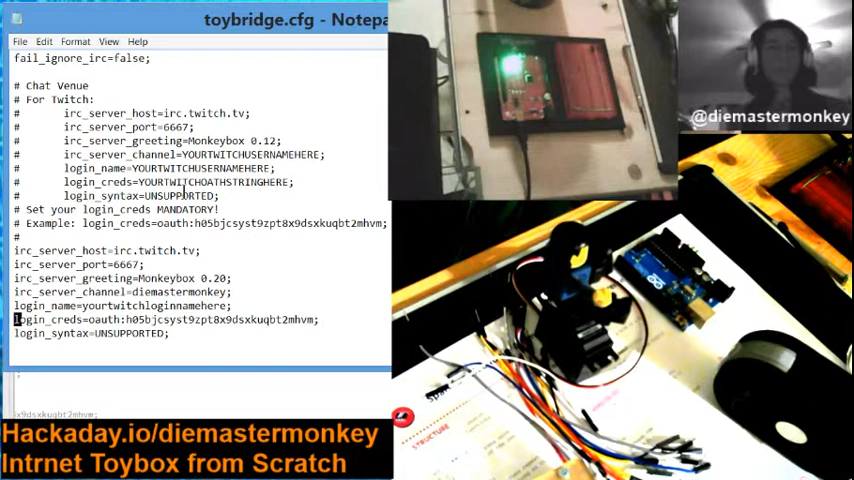 toybridge.cfg - Notepa
File Edit Format View Help
fail_ignore_irc=false;
# Chat Venue
# For Twitch:
# irc_server_host=irc.twitch.tv;
# irc_server_port=6667;
# irc_server_greeting=Monkeybox 0.12;
# irc_server_channel=YOURTWITCHUSERNAMEHERE;
# login_name=YOURTWITCHUSERNAMEHERE;
# login_creds=YOURTWITCHOATHSTRINGHERE;
# login_syntax=UNSUPPORTED;
# Set your login_creds MANDATORY!
# Example: login_creds=oauth:h05bjcsyst9zpt8x9dsxkuqbt2mhvm;
#
irc_server_host=irc.twitch.tv;
irc_server_port=6667;
irc_server_greeting=Monkeybox 0.20;
irc_server_channel=diemastermonkey;
login_name=yourtwitchloginnamehere;
login_creds=oauth:h05bjcsyst9zpt8x9dsxkuqbt2mhvm;
login_syntax=UNSUPPORTED;
x9dsxkuqbt2mhvm;
Hackaday.io/diemastermonkey
Intrnet Toybox from Scratch
@diemastermonkey
STRUCTURE